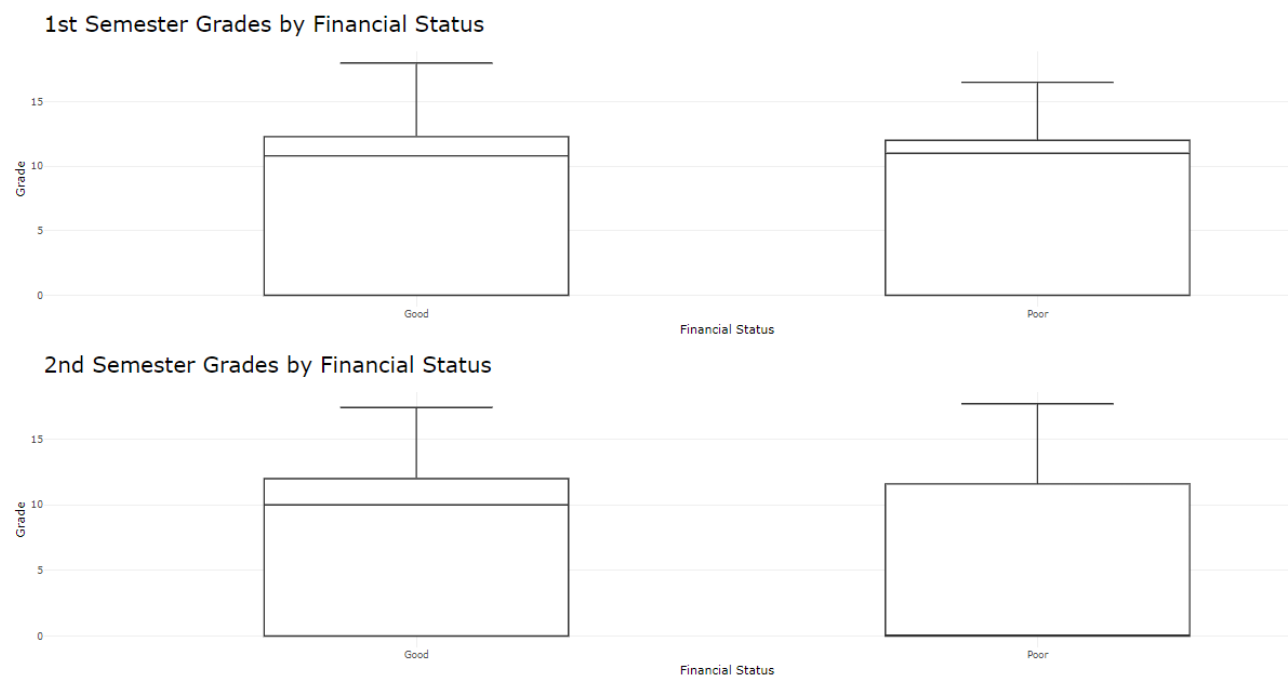 1st Semester Grades by Financial Status
15
10
5
0
Grade
Good
Poor
Financial Status
2nd Semester Grades by Financial Status
15
10
5
0
Grade
Good
Poor
Financial Status